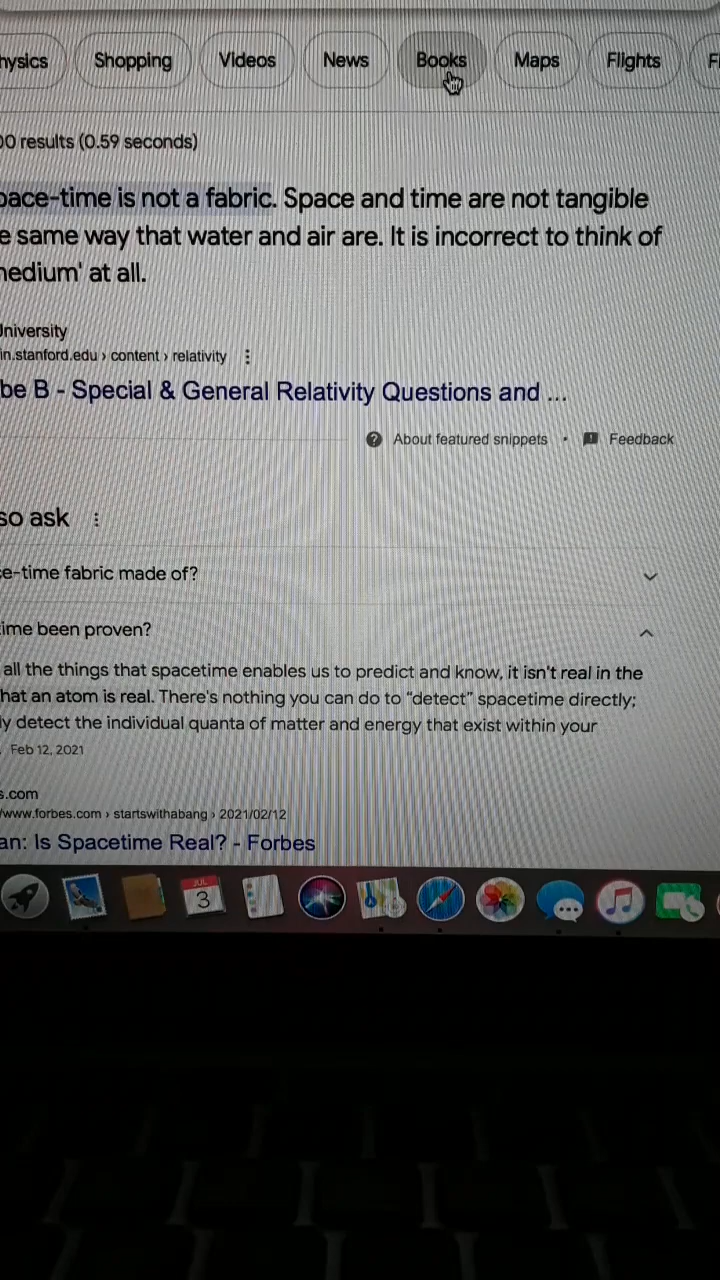 hysics Shopping Videos News Books Maps Flights F
00 results (0.59 seconds)
pace-time is not a fabric. Space and time are not tangible
e same way that water and air are. It is incorrect to think of
nedium' at all.
University
in.stanford.edu › content › relativity
be B - Special & General Relativity Questions and ...
About featured snippets • Feedback
so ask
e-time fabric made of?
ime been proven?
all the things that spacetime enables us to predict and know, it isn't real in the
hat an atom is real. There's nothing you can do to "detect" spacetime directly;
ly detect the individual quanta of matter and energy that exist within your
Feb 12, 2021
s.com
/www.forbes.com › startswithabang › 2021/02/12
an: Is Spacetime Real? - Forbes
JUL
3